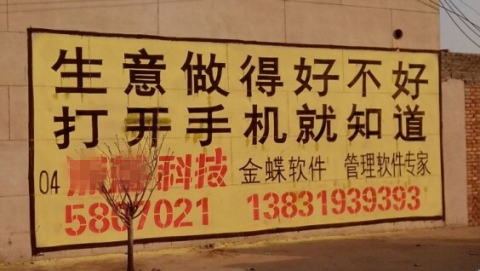 生意做得好不好
打开手机就知道
04 科技 金蝶软件 管理软件专家
5867021 13831939393